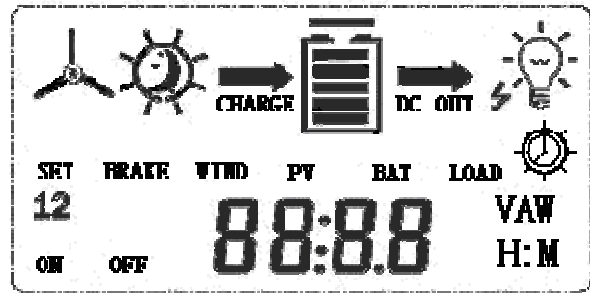 CHARGE DC OUT
SET BRAKE WIND PV BAT LOAD
12 88:8.8 VAW
ON OFF H:M